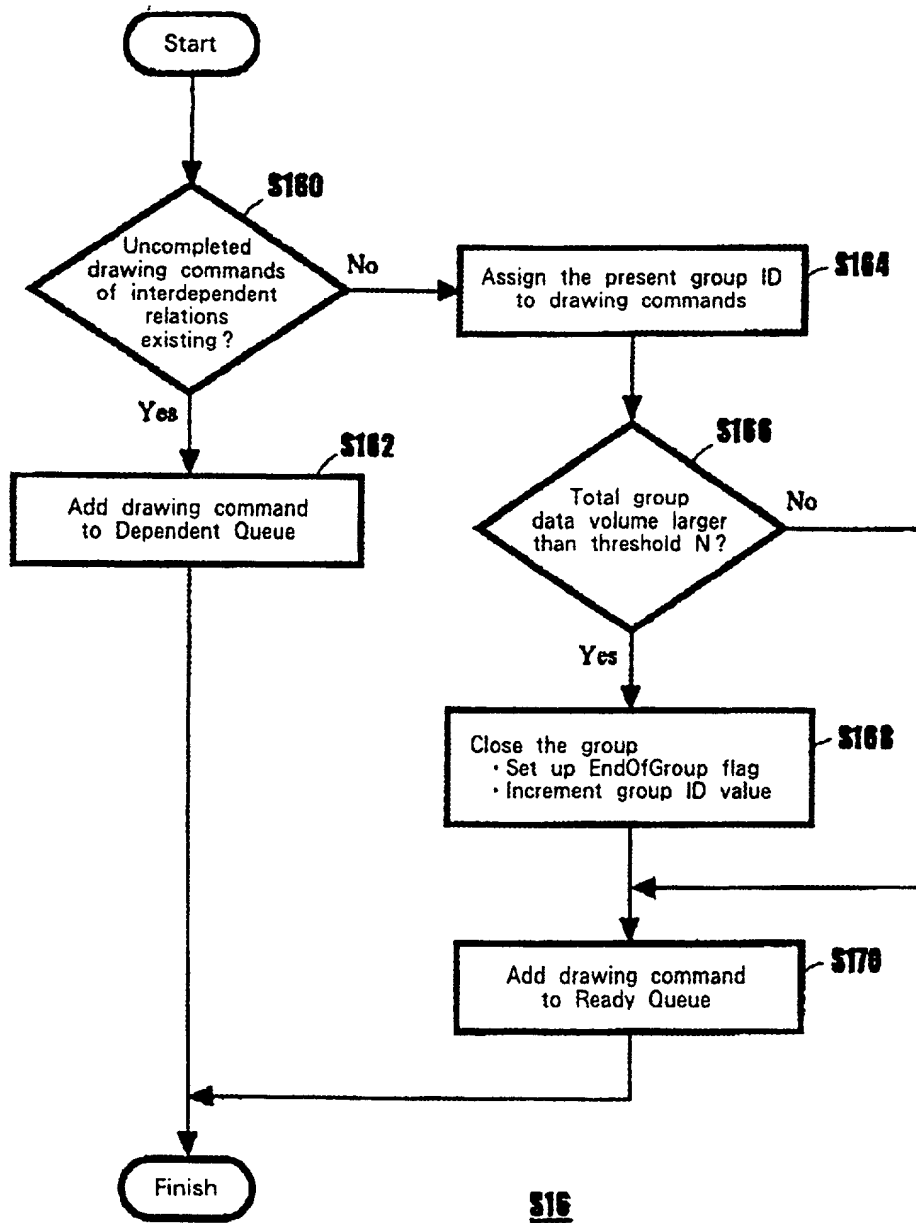 Start
S160
Uncompleted
drawing commands
of interdependent
relations
existing?
No
Yes
S164
Assign the present group ID
to drawing commands
S162
Add drawing command
to Dependent Queue
S166
Total group
data volume larger
than threshold N?
No
Yes
S168
Close the group
・Set up EndOfGroup flag
・Increment group ID value
S170
Add drawing command
to Ready Queue
Finish
S16